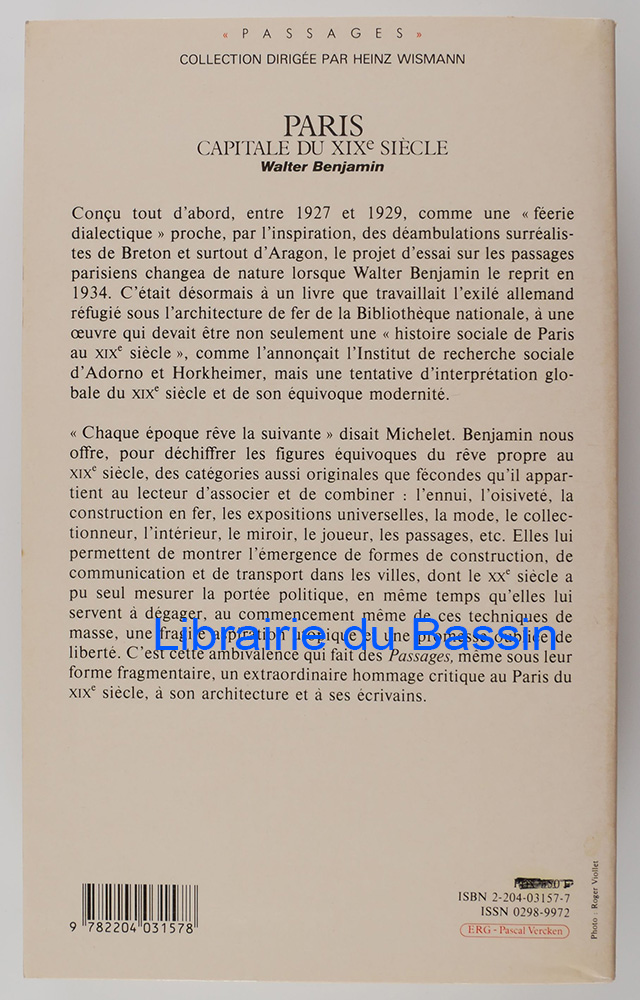 « PASSAGES »
COLLECTION DIRIGÉE PAR HEINZ WISMANN
PARIS
CAPITALE DU XIXe SIÈCLE
Walter Benjamin
Conçu tout d'abord, entre 1927 et 1929, comme une « féerie
dialectique » proche, par l'inspiration, des déambulations surréalis-
tes de Breton et surtout d'Aragon, le projet d'essai sur les passages
parisiens changea de nature lorsque Walter Benjamin le reprit en
1934. C'était désormais à un livre que travaillait l'exilé allemand
réfugié sous l'architecture de fer de la Bibliothèque nationale, à une
œuvre qui devait être non seulement une « histoire sociale de Paris
au XIXe siècle », comme l'annonçait l'Institut de recherche sociale
d'Adorno et Horkheimer, mais une tentative d'interprétation glo-
bale du XIXe siècle et de son équivoque modernité.
« Chaque époque rêve la suivante » disait Michelet. Benjamin nous
offre, pour déchiffrer les figures équivoques du rêve propre au
XIXe siècle, des catégories aussi originales que fécondes qu'il appar-
tient au lecteur d'associer et de combiner : l'ennui, l'oisiveté, la
construction en fer, les expositions universelles, la mode, le collec-
tionneur, l'intérieur, le miroir, le joueur, les passages, etc. Elles lui
permettent de montrer l'émergence de formes de construction, de
communication et de transport dans les villes, dont le XXe siècle a
pu seul mesurer la portée politique, en même temps qu'elles lui
servent à dégager, au commencement même de ces techniques de
masse, une fragile aspiration utopique et une promesse oubliée de
liberté. C'est cette ambivalence qui fait des Passages, même sous leur
forme fragmentaire, un extraordinaire hommage critique au Paris du
XIXe siècle, à son architecture et à ses écrivains.
Librairie du Bassin
9 782204 031578
ISBN 2-204-03157-7
ISSN 0298-9972
ERG - Pascal Vercken
Photo : Roger Viollet